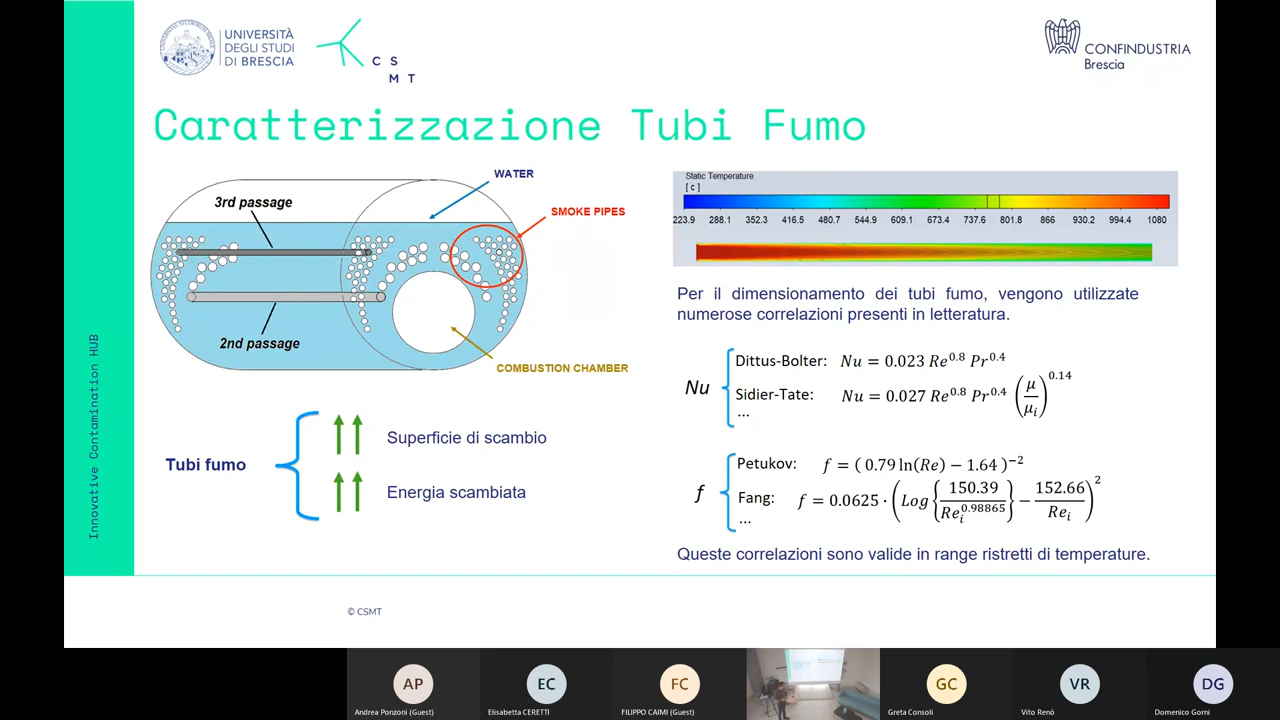 UNIVERSITÀ
DEGLI STUDI
DI BRESCIA
C S
M T
CONFINDUSTRIA
Brescia
Caratterizzazione Tubi Fumo
Innovative Contamination HUB
WATER
3rd passage
SMOKE PIPES
2nd passage
COMBUSTION CHAMBER
Tubi fumo
Superficie di scambio
Energia scambiata
Static Temperature
[ c ]
223.9 288.1 352.3 416.5 480.7 544.9 609.1 673.4 737.6 801.8 866 930.2 994.4 1080
Per il dimensionamento dei tubi fumo, vengono utilizzate
numerose correlazioni presenti in letteratura.
Nu
Dittus-Bolter: Nu = 0.023 Re^0.8 Pr^0.4
Sidier-Tate: Nu = 0.027 Re^0.8 Pr^0.4 (μ/μ_i)^0.14
...
f
Petukov: f = ( 0.79 ln(Re) − 1.64 )^−2
Fang: f = 0.0625 · (Log {150.39/Re_i^0.98865} − 152.66/Re_i)^2
...
Queste correlazioni sono valide in range ristretti di temperature.
© CSMT
AP
EC
FC
GC
VR
DG
Andrea Ponzoni (Guest)
Elisabetta CERETTI
FILIPPO CAIMI (Guest)
Greta Consoli
Vito Renò
Domenico Gorni